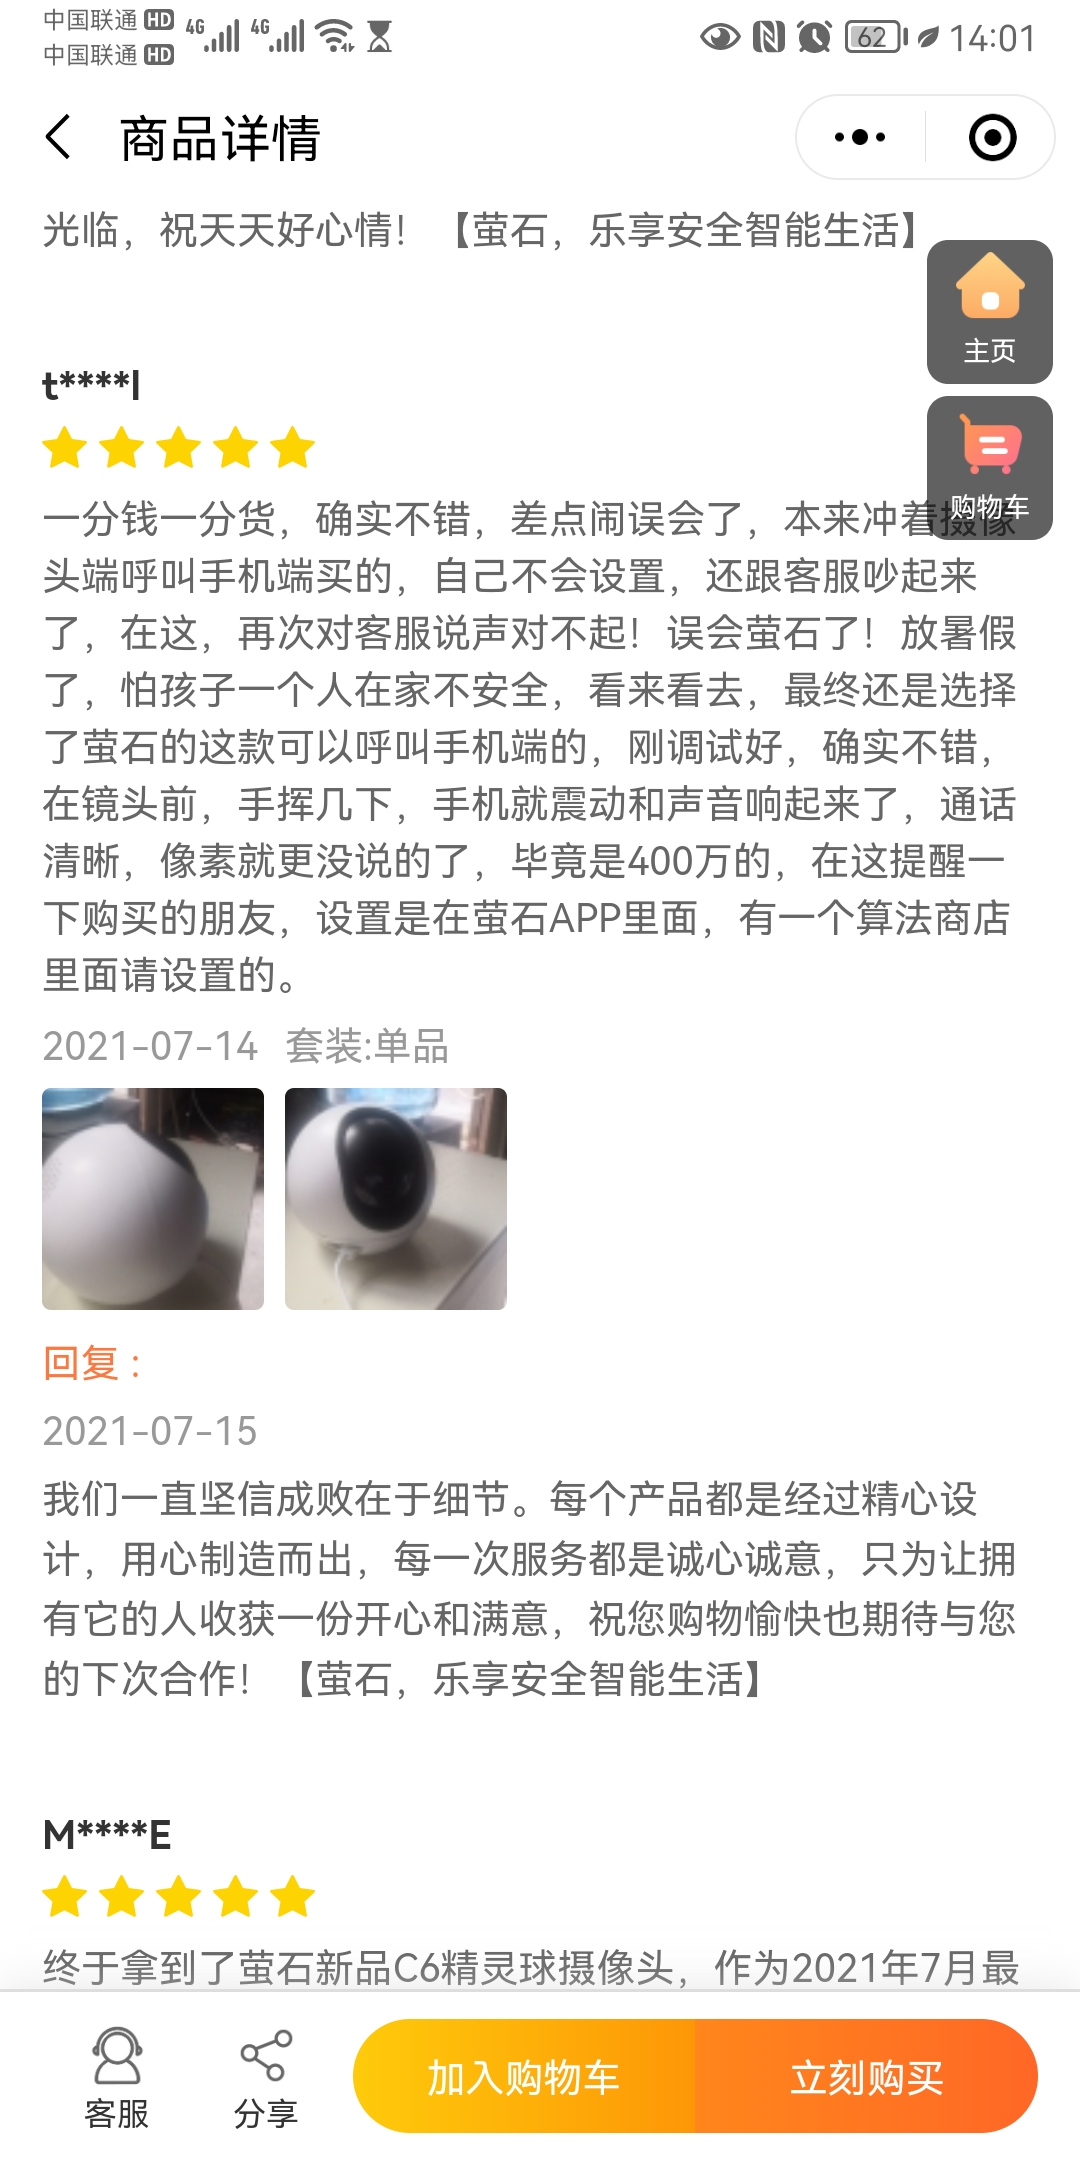 中国联通 HD 4G 4G
中国联通 HD
62 14:01
商品详情
光临，祝天天好心情！【萤石，乐享安全智能生活】
主页
t****l
购物车
一分钱一分货，确实不错，差点闹误会了，本来冲着摄像
头端呼叫手机端买的，自己不会设置，还跟客服吵起来
了，在这，再次对客服说声对不起！误会萤石了！放暑假
了，怕孩子一个人在家不安全，看来看去，最终还是选择
了萤石的这款可以呼叫手机端的，刚调试好，确实不错，
在镜头前，手挥几下，手机就震动和声音响起来了，通话
清晰，像素就更没说的了，毕竟是400万的，在这提醒一
下购买的朋友，设置是在萤石APP里面，有一个算法商店
里面请设置的。
2021-07-14 套装:单品
回复：
2021-07-15
我们一直坚信成败在于细节。每个产品都是经过精心设
计，用心制造而出，每一次服务都是诚心诚意，只为让拥
有它的人收获一份开心和满意，祝您购物愉快也期待与您
的下次合作！【萤石，乐享安全智能生活】
M****E
终于拿到了萤石新品C6精灵球摄像头，作为2021年7月最
客服
分享
加入购物车
立刻购买